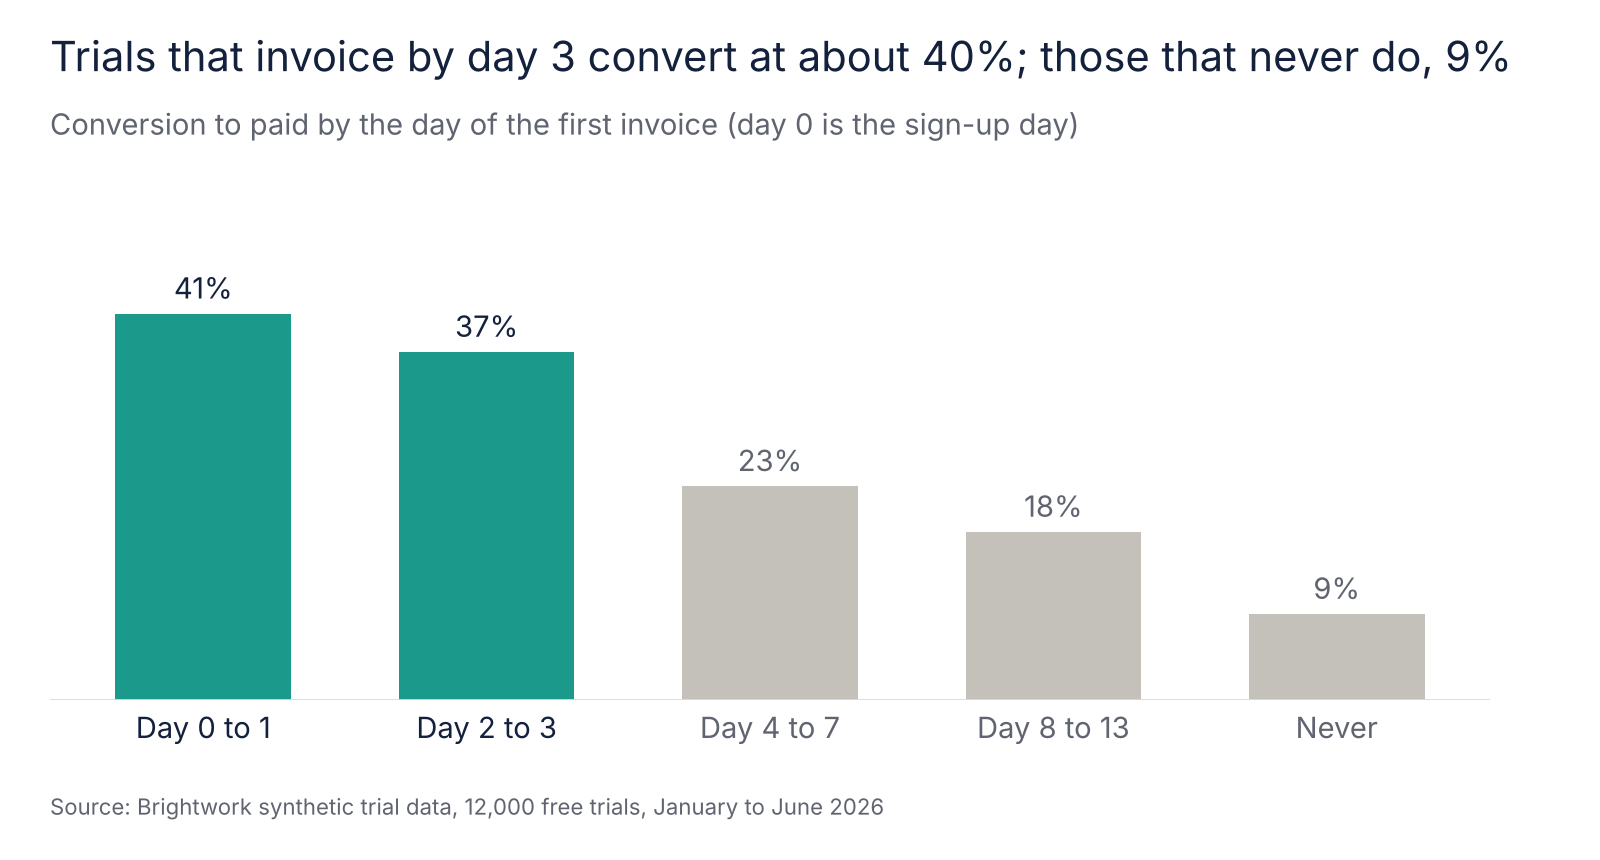 Trials that invoice by day 3 convert at about 40%; those that never do, 9%
Conversion to paid by the day of the first invoice (day 0 is the sign-up day)
41%
37%
23%
18%
9%
Day 0 to 1
Day 2 to 3
Day 4 to 7
Day 8 to 13
Never
Source: Brightwork synthetic trial data, 12,000 free trials, January to June 2026